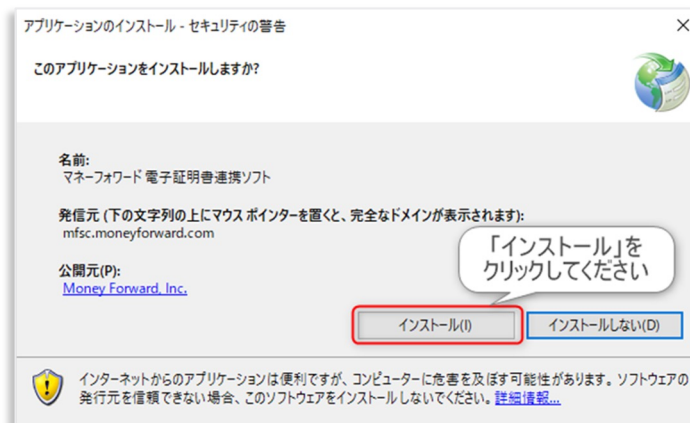 アプリケーションのインストール - セキュリティの警告
このアプリケーションをインストールしますか?
名前:
マネーフォワード 電子証明書連携ソフト
発信元 (下の文字列の上にマウス ポインターを置くと、完全なドメインが表示されます):
mfsc.moneyforward.com
公開元(P):
Money Forward, Inc.
「インストール」を
クリックしてください
インストール(I)
インストールしない(D)
インターネットからのアプリケーションは便利ですが、コンピューターに危害を及ぼす可能性があります。ソフトウェアの
発行元を信頼できない場合、このソフトウェアをインストールしないでください。詳細情報...